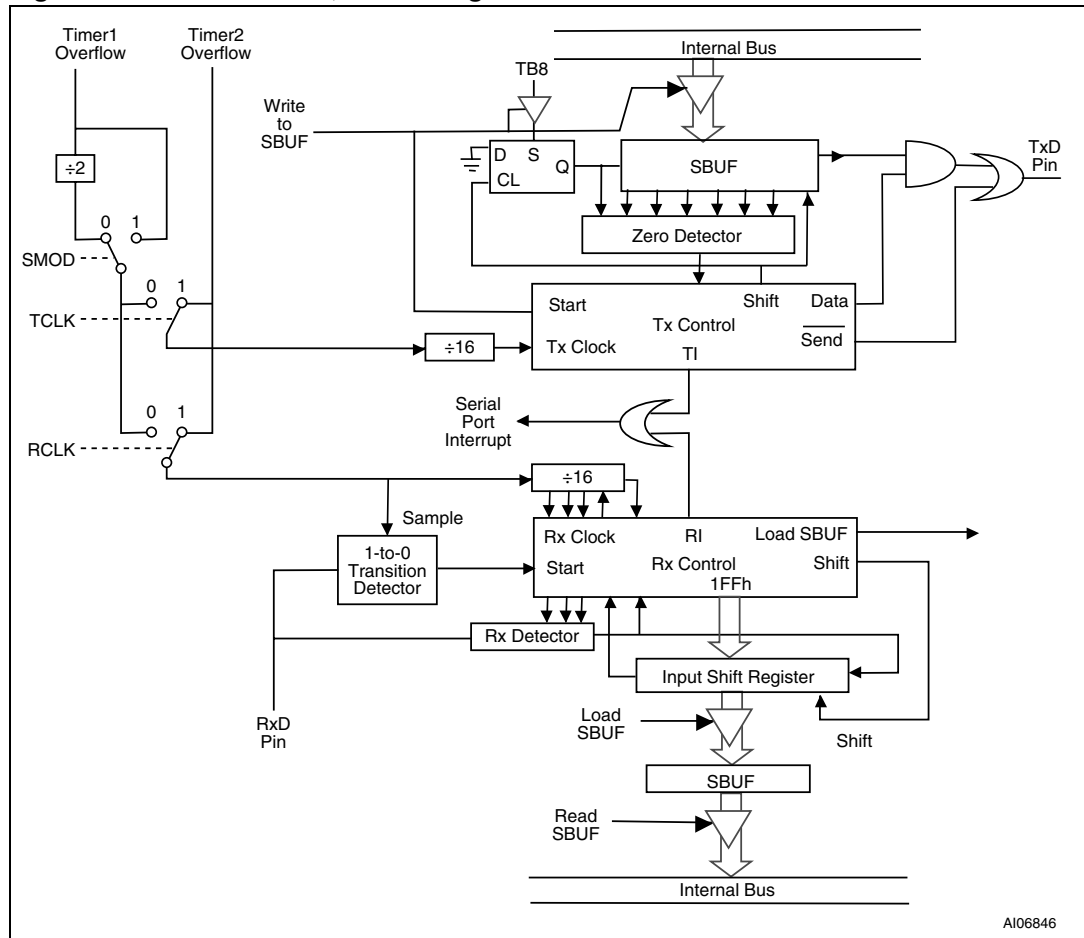 Timer1
Overflow
Timer2
Overflow
Internal Bus
TB8
Write
to
SBUF
D S
Q
CL
SBUF
TxD
Pin
÷2
0 1
Zero Detector
SMOD
0 1
Start
Shift
Data
TCLK
Tx Control
÷16
Tx Clock
Send
TI
0 1
Serial
Port
Interrupt
RCLK
÷16
Sample
Rx Clock
RI
Load SBUF
1-to-0
Transition
Detector
Start
Rx Control
Shift
1FFh
Rx Detector
Input Shift Register
RxD
Pin
Load
SBUF
Shift
SBUF
Read
SBUF
Internal Bus
AI06846